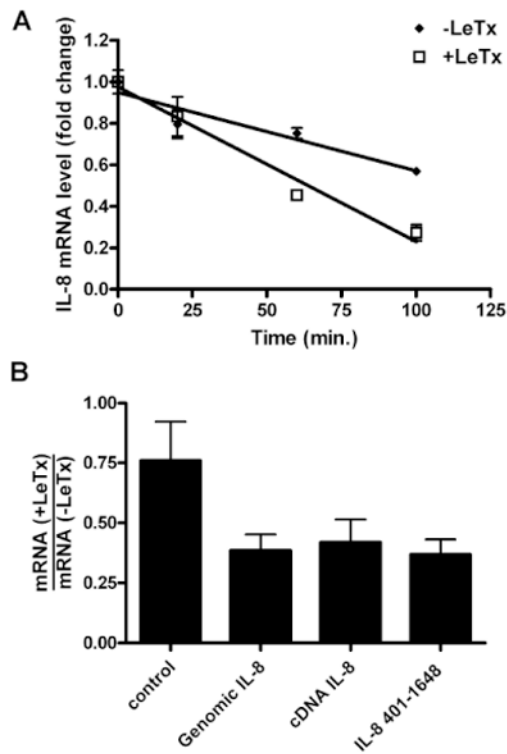 A
-LeTx
+LeTx
IL-8 mRNA level (fold change)
1.2
1.0
0.8
0.6
0.4
0.2
0.0
0 25 50 75 100 125
Time (min.)
B
mRNA (+LeTx)
mRNA (-LeTx)
1.00
0.75
0.50
0.25
0.00
control
Genomic IL-8
cDNA IL-8
IL-8 401-1648